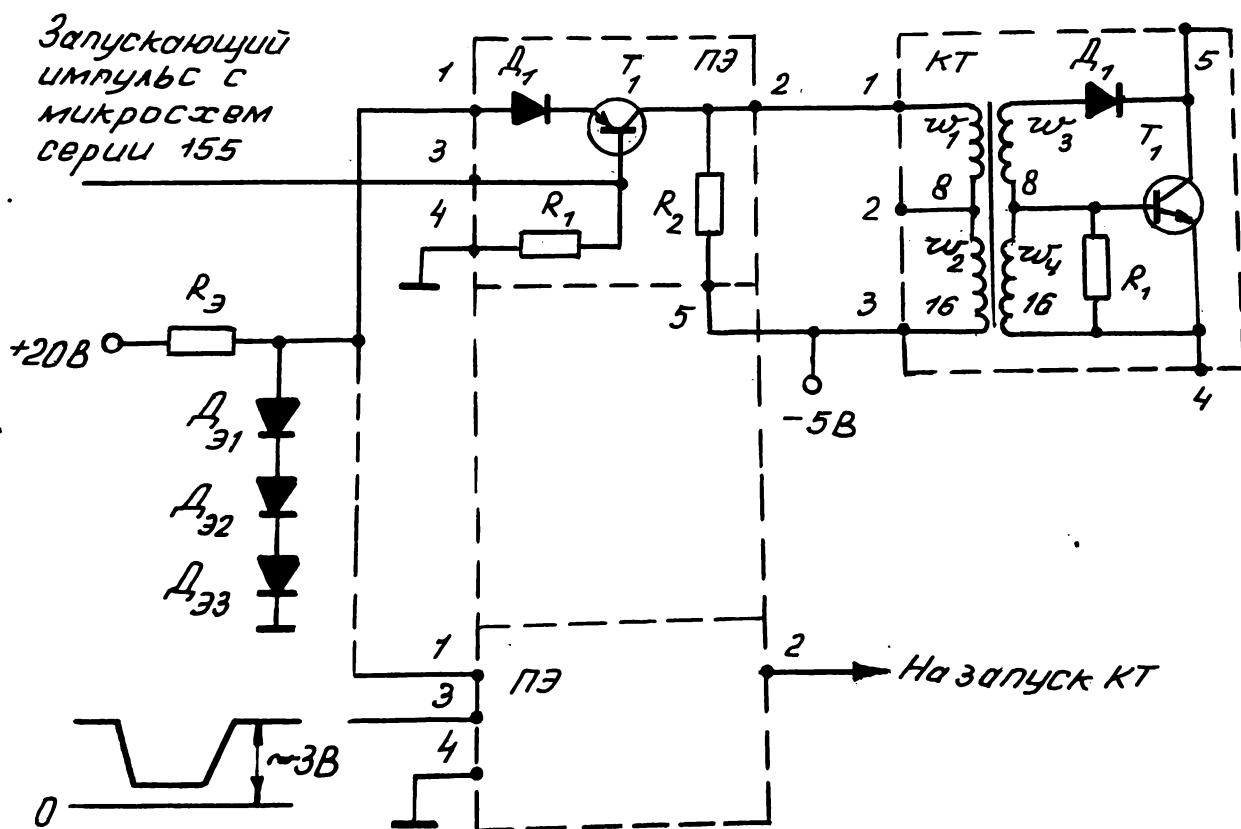 Запускающий
импульс с
микросхем
серии 155
1
Д1
T1
ПЭ
2
3
4
R1
R2
5
+20В
RЭ
ДЭ1
ДЭ2
ДЭ3
1
КТ
Д1
5
w1
w3
T1
8
8
2
w2
w4
R1
16
16
3
4
-5В
1
ПЭ
2
На запуск КТ
3
4
~3В
0